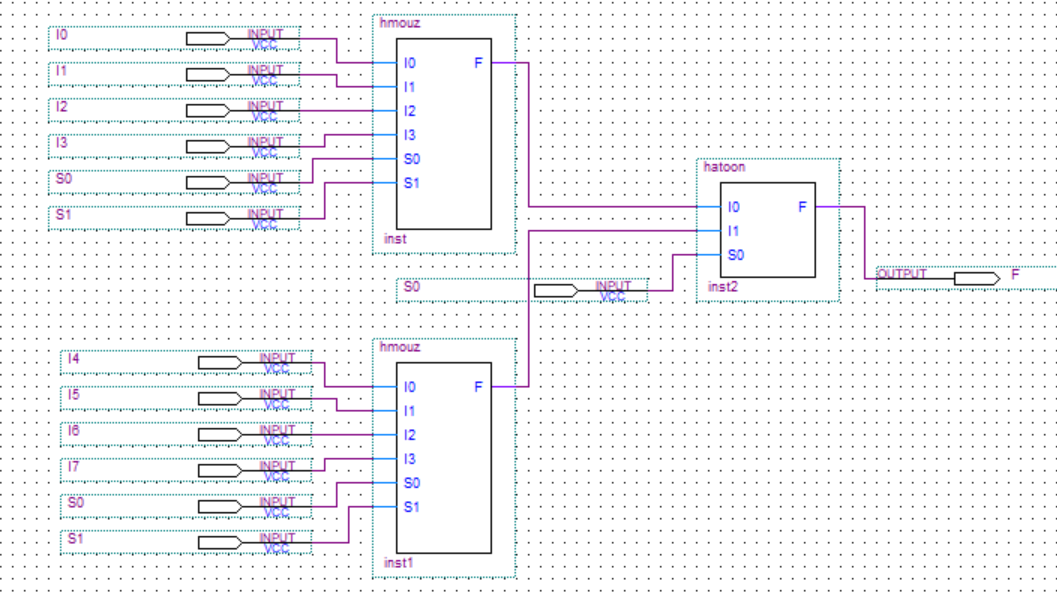 hmouz
I0 INPUT
VCC
I1 INPUT
VCC
I2 INPUT
VCC
I3 INPUT
VCC
S0 INPUT
VCC
S1 INPUT
VCC
I0 F
I1
I2
I3
S0
S1
inst
hatoon
I0 F
I1
S0
inst2
S0 INPUT
VCC
OUTPUT F
hmouz
I4 INPUT
VCC
I5 INPUT
VCC
I6 INPUT
VCC
I7 INPUT
VCC
S0 INPUT
VCC
S1 INPUT
VCC
I0 F
I1
I2
I3
S0
S1
inst1